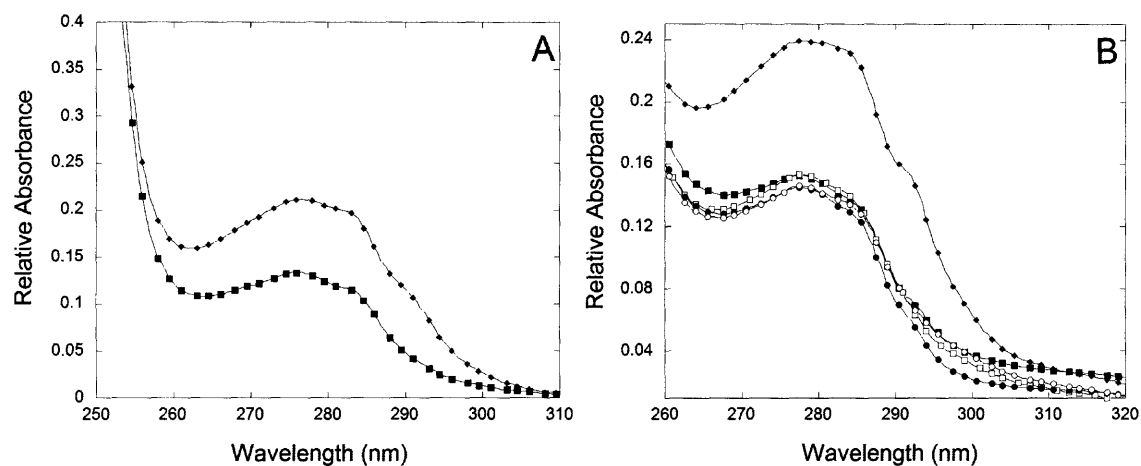 A
Relative Absorbance
0.4
0.35
0.3
0.25
0.2
0.15
0.1
0.05
0
250 260 270 280 290 300 310
Wavelength (nm)
B
Relative Absorbance
0.24
0.2
0.16
0.12
0.08
0.04
260 270 280 290 300 310 320
Wavelength (nm)